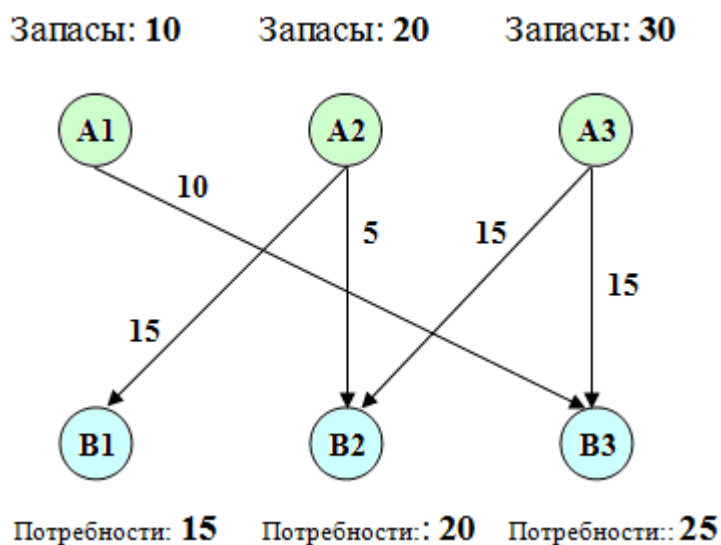 Запасы: 10 Запасы: 20 Запасы: 30
A1 A2 A3
10
5 15
15
15
B1 B2 B3
Потребности: 15 Потребности:: 20 Потребности:: 25